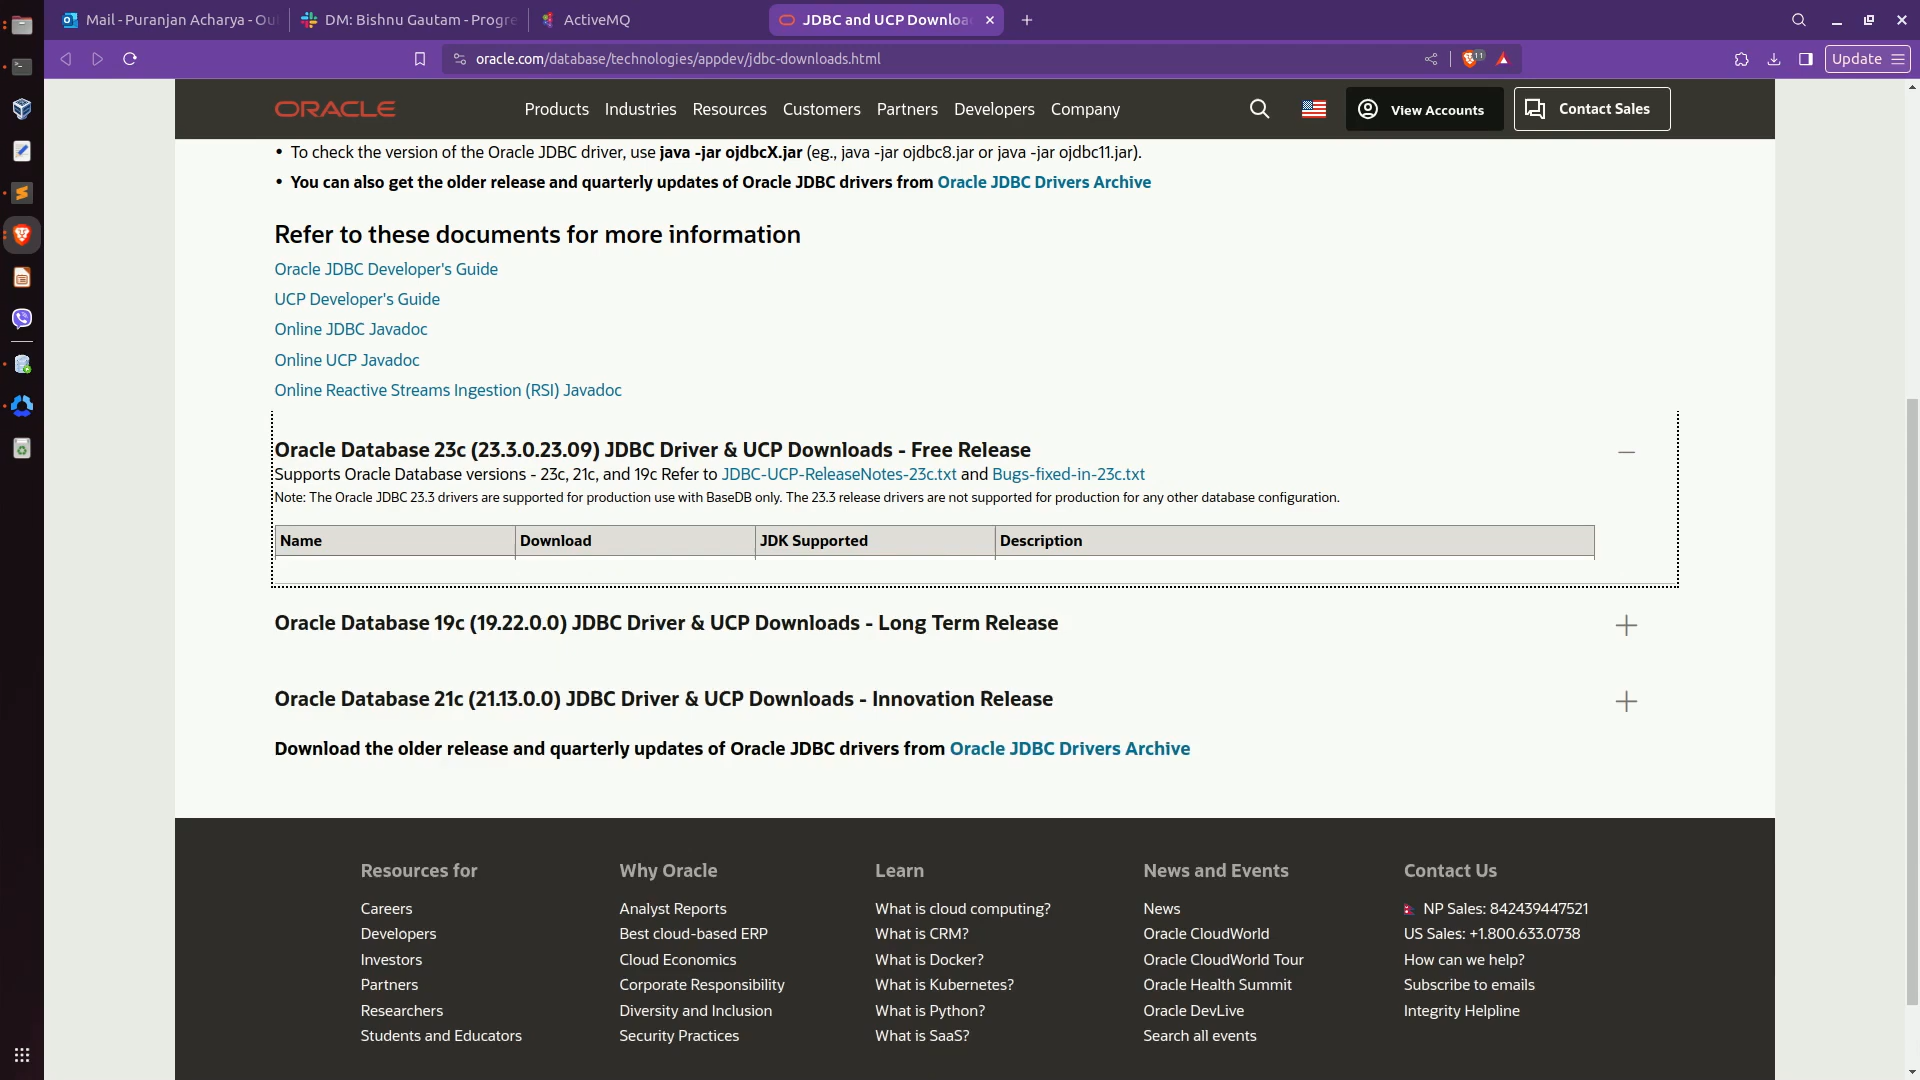 Mail - Puranjan Acharya - Ou
DM: Bishnu Gautam - Progre
ActiveMQ
JDBC and UCP Downloa
oracle.com/database/technologies/appdev/jdbc-downloads.html
11
Update
ORACLE
Products
Industries
Resources
Customers
Partners
Developers
Company
View Accounts
Contact Sales
• To check the version of the Oracle JDBC driver, use java -jar ojdbcX.jar (eg., java -jar ojdbc8.jar or java -jar ojdbc11.jar).
• You can also get the older release and quarterly updates of Oracle JDBC drivers from Oracle JDBC Drivers Archive
Refer to these documents for more information
Oracle JDBC Developer's Guide
UCP Developer's Guide
Online JDBC Javadoc
Online UCP Javadoc
Online Reactive Streams Ingestion (RSI) Javadoc
Oracle Database 23c (23.3.0.23.09) JDBC Driver & UCP Downloads - Free Release
Supports Oracle Database versions - 23c, 21c, and 19c Refer to JDBC-UCP-ReleaseNotes-23c.txt and Bugs-fixed-in-23c.txt
Note: The Oracle JDBC 23.3 drivers are supported for production use with BaseDB only. The 23.3 release drivers are not supported for production for any other database configuration.
Name
Download
JDK Supported
Description
Oracle Database 19c (19.22.0.0) JDBC Driver & UCP Downloads - Long Term Release
Oracle Database 21c (21.13.0.0) JDBC Driver & UCP Downloads - Innovation Release
Download the older release and quarterly updates of Oracle JDBC drivers from Oracle JDBC Drivers Archive
Resources for
Careers
Developers
Investors
Partners
Researchers
Students and Educators
Why Oracle
Analyst Reports
Best cloud-based ERP
Cloud Economics
Corporate Responsibility
Diversity and Inclusion
Security Practices
Learn
What is cloud computing?
What is CRM?
What is Docker?
What is Kubernetes?
What is Python?
What is SaaS?
News and Events
News
Oracle CloudWorld
Oracle CloudWorld Tour
Oracle Health Summit
Oracle DevLive
Search all events
Contact Us
NP Sales: 842439447521
US Sales: +1.800.633.0738
How can we help?
Subscribe to emails
Integrity Helpline